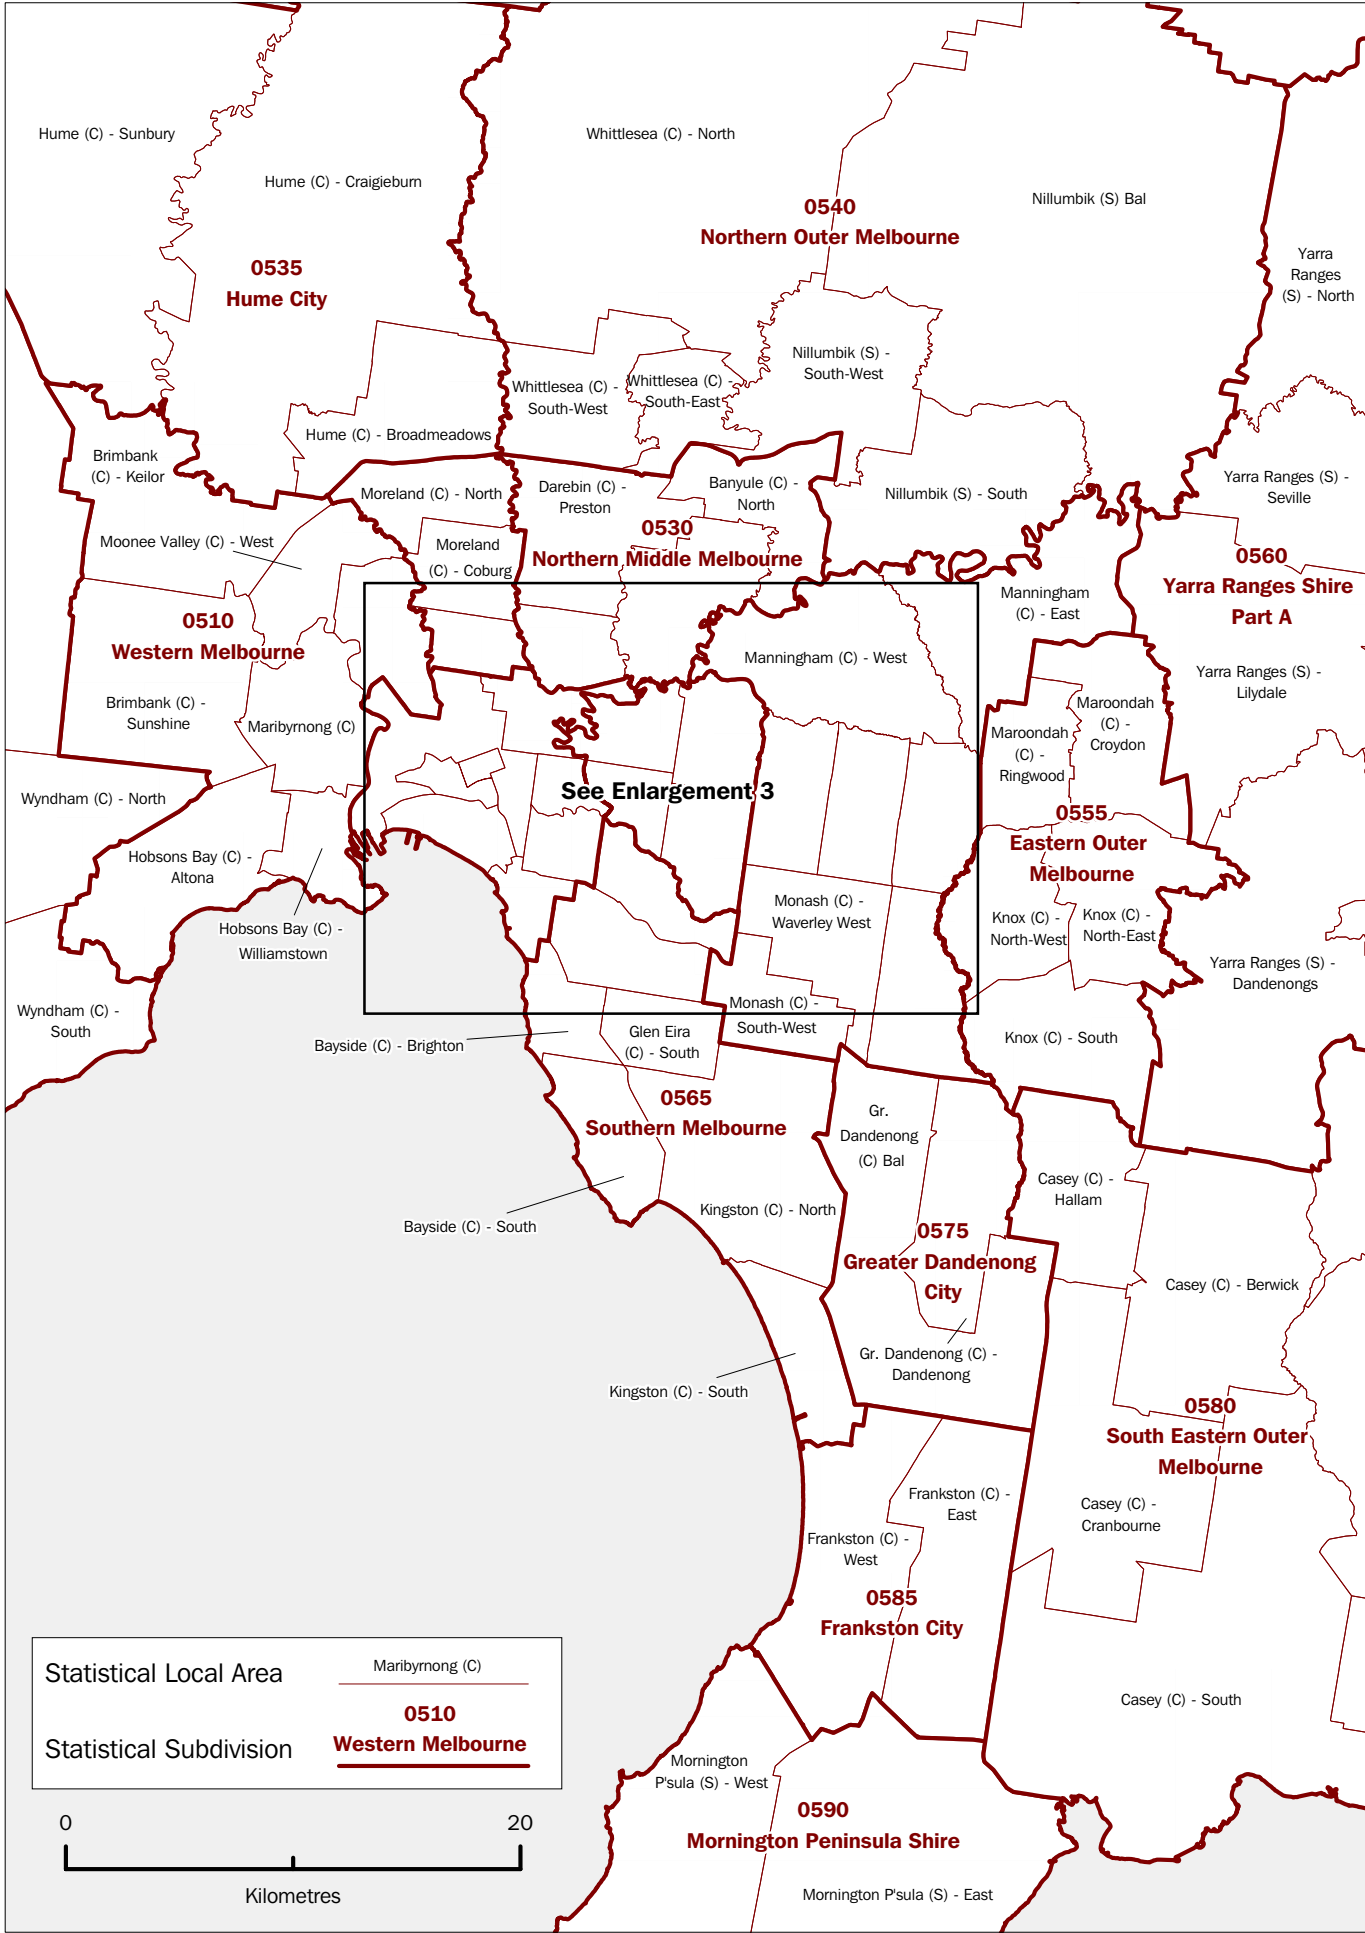 Hume (C) - Sunbury
Whittlesea (C) - North
Hume (C) - Craigieburn
Nillumbik (S) Bal
0540
Northern Outer Melbourne
0535
Hume City
Yarra
Ranges
(S) - North
Nillumbik (S) -
South-West
Whittlesea (C) -
South-West
Whittlesea (C) -
South-East
Hume (C) - Broadmeadows
Brimbank
(C) - Keilor
Moreland (C) - North
Darebin (C) -
Preston
Banyule (C) -
North
Nillumbik (S) - South
Yarra Ranges (S) -
Seville
0530
Northern Middle Melbourne
Moonee Valley (C) - West
Moreland
(C) - Coburg
0560
Yarra Ranges Shire
Part A
Manningham
(C) - East
0510
Western Melbourne
Manningham (C) - West
Yarra Ranges (S) -
Lilydale
Brimbank (C) -
Sunshine
Maribyrnong (C)
Maroondah
(C) -
Croydon
Maroondah
(C) -
Ringwood
See Enlargement 3
Wyndham (C) - North
0555
Eastern Outer
Melbourne
Hobsons Bay (C) -
Altona
Monash (C) -
Waverley West
Knox (C) -
North-West
Knox (C) -
North-East
Hobsons Bay (C) -
Williamstown
Yarra Ranges (S) -
Dandenongs
Wyndham (C) -
South
Monash (C) -
South-West
Bayside (C) - Brighton
Glen Eira
(C) - South
Knox (C) - South
0565
Southern Melbourne
Gr.
Dandenong
(C) Bal
Casey (C) -
Hallam
Bayside (C) - South
Kingston (C) - North
0575
Greater Dandenong
City
Casey (C) - Berwick
Gr. Dandenong (C) -
Dandenong
Kingston (C) - South
0580
South Eastern Outer
Melbourne
Frankston (C) -
East
Casey (C) -
Cranbourne
Frankston (C) -
West
0585
Frankston City
Casey (C) - South
Statistical Local Area
Maribyrnong (C)
0510
Western Melbourne
Statistical Subdivision
Mornington
P'sula (S) - West
0590
Mornington Peninsula Shire
Mornington P'sula (S) - East
0
20
Kilometres